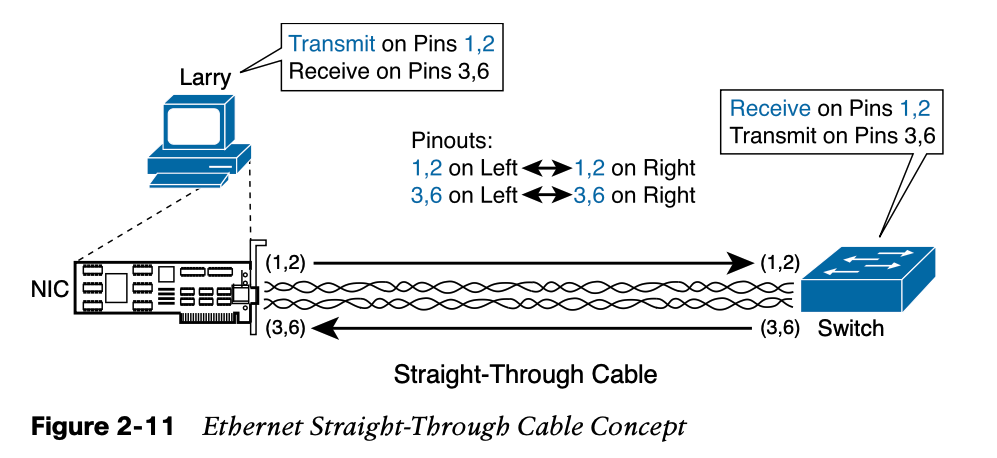 Transmit on Pins 1,2
Receive on Pins 3,6
Larry
Receive on Pins 1,2
Transmit on Pins 3,6
Pinouts:
1,2 on Left 1,2 on Right
3,6 on Left 3,6 on Right
(1,2) (1,2)
NIC
(3,6) (3,6)
Switch
Straight-Through Cable
Figure 2-11 Ethernet Straight-Through Cable Concept